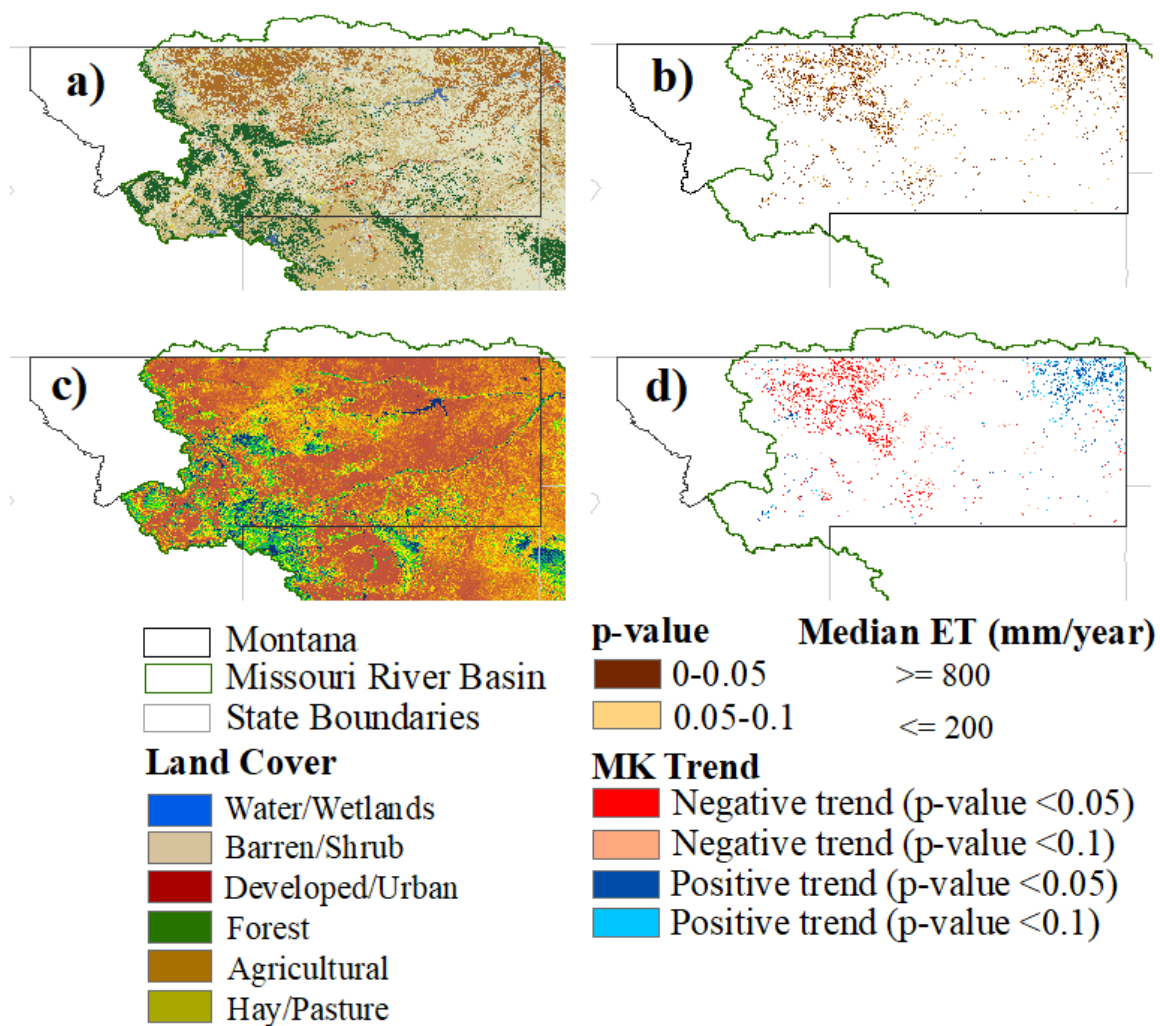 a)
b)
c)
d)
Montana
Missouri River Basin
State Boundaries
Land Cover
Water/Wetlands
Barren/Shrub
Developed/Urban
Forest
Agricultural
Hay/Pasture
p-value
0-0.05
0.05-0.1
Median ET (mm/year)
>= 800
<= 200
MK Trend
Negative trend (p-value <0.05)
Negative trend (p-value <0.1)
Positive trend (p-value <0.05)
Positive trend (p-value <0.1)